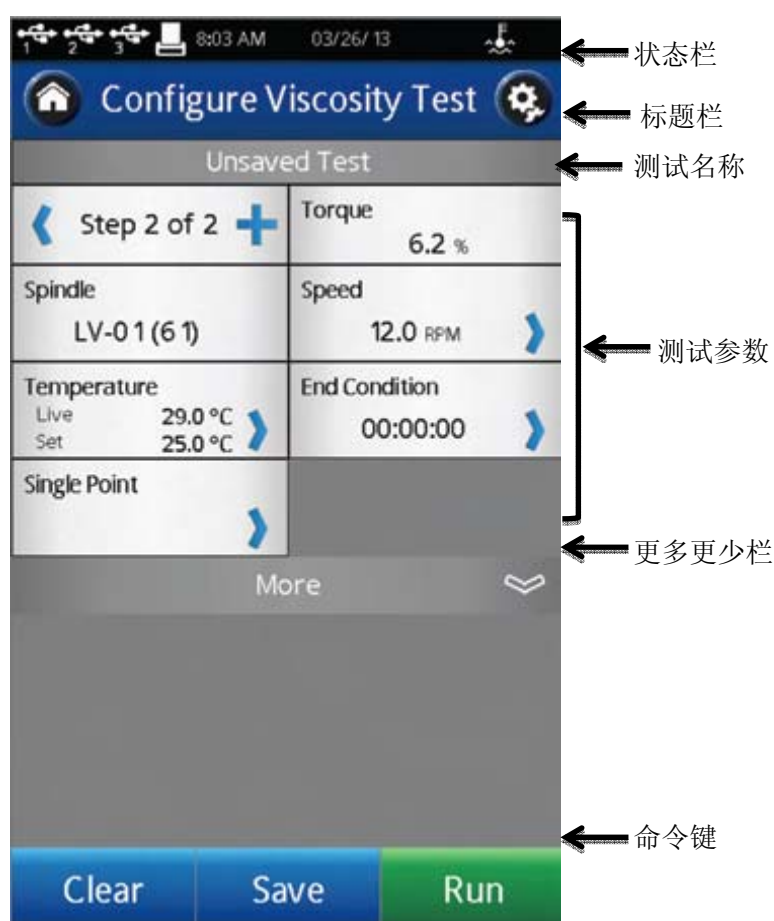 1 2 3 8:03 AM 03/26/13
状态栏
Configure Viscosity Test
标题栏
Unsaved Test
测试名称
Step 2 of 2
Torque
6.2 %
Spindle
LV-01(61)
Speed
12.0 RPM
测试参数
Temperature
Live 29.0 °C
Set 25.0 °C
End Condition
00:00:00
Single Point
更多更少栏
More
命令键
Clear Save Run